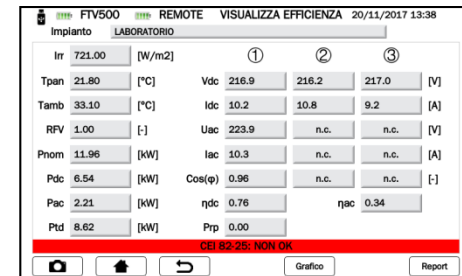 FTV500 REMOTE VISUALIZZA EFFICIENZA 20/11/2017 13:38
Impianto LABORATORIO
Irr 721.00 [W/m2] ① ② ③
Tpan 21.80 [°C] Vdc 216.9 216.2 217.0 [V]
Tamb 33.10 [°C] Idc 10.2 10.8 9.2 [A]
RFV 1.00 [-] Uac 223.9 n.c. n.c. [V]
Pnom 11.96 [kW] Iac 10.3 n.c. n.c. [A]
Pdc 6.54 [kW] Cos(φ) 0.96 n.c. n.c. [-]
Pac 2.21 [kW] ηdc 0.76 ηac 0.34
Ptd 8.62 [kW] Prp 0.00
CEI 82-25: NON OK
Grafico Report